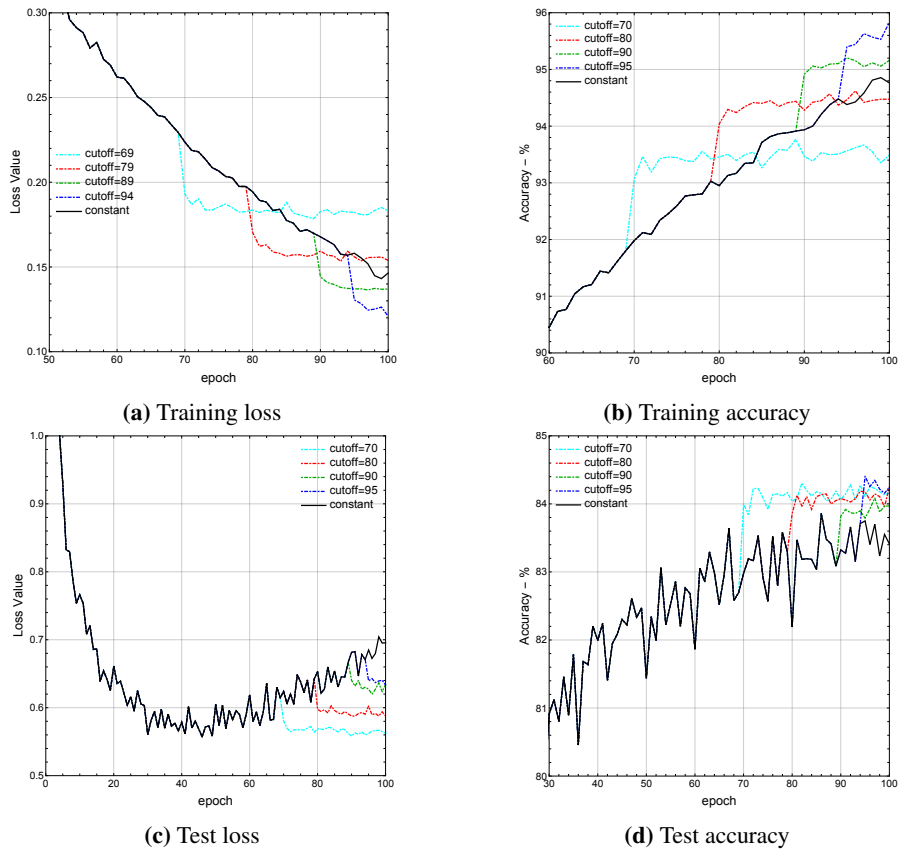 0.30
0.25
0.20
0.15
0.10
Loss Value
cutoff=69
cutoff=79
cutoff=89
cutoff=94
constant
50 60 70 80 90 100
epoch
(a) Training loss
96
95
94
93
92
91
90
Accuracy – %
cutoff=70
cutoff=80
cutoff=90
cutoff=95
constant
60 70 80 90 100
epoch
(b) Training accuracy
1.0
0.9
0.8
0.7
0.6
0.5
Loss Value
cutoff=70
cutoff=80
cutoff=90
cutoff=95
constant
0 20 40 60 80 100
epoch
(c) Test loss
85
84
83
82
81
80
Accuracy – %
cutoff=70
cutoff=80
cutoff=90
cutoff=95
constant
30 40 50 60 70 80 90 100
epoch
(d) Test accuracy